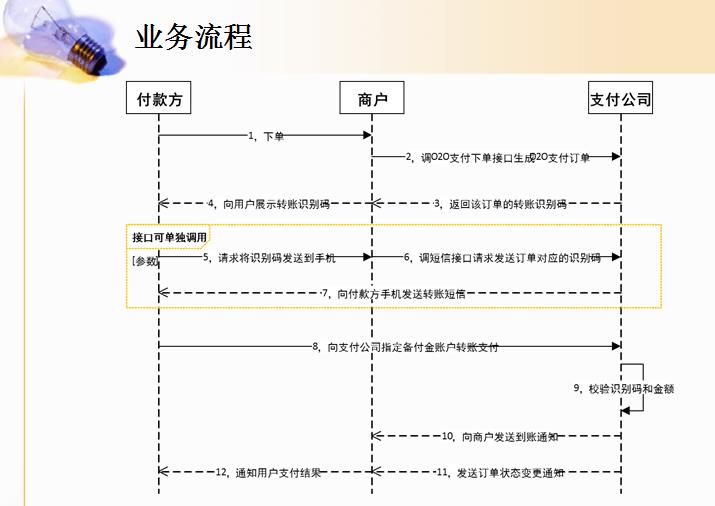 业务流程
付款方
商户
支付公司
1，下单
2，调O2O支付下单接口生成O2O支付订单
4，向用户展示转账识别码
3，返回该订单的转账识别码
接口可单独调用
[参数]
5，请求将识别码发送到手机
6，调短信接口请求发送订单对应的识别码
7，向付款方手机发送转账短信
8，向支付公司指定备付金账户转账支付
9，校验识别码和金额
10，向商户发送到账通知
12，通知用户支付结果
11，发送订单状态变更通知